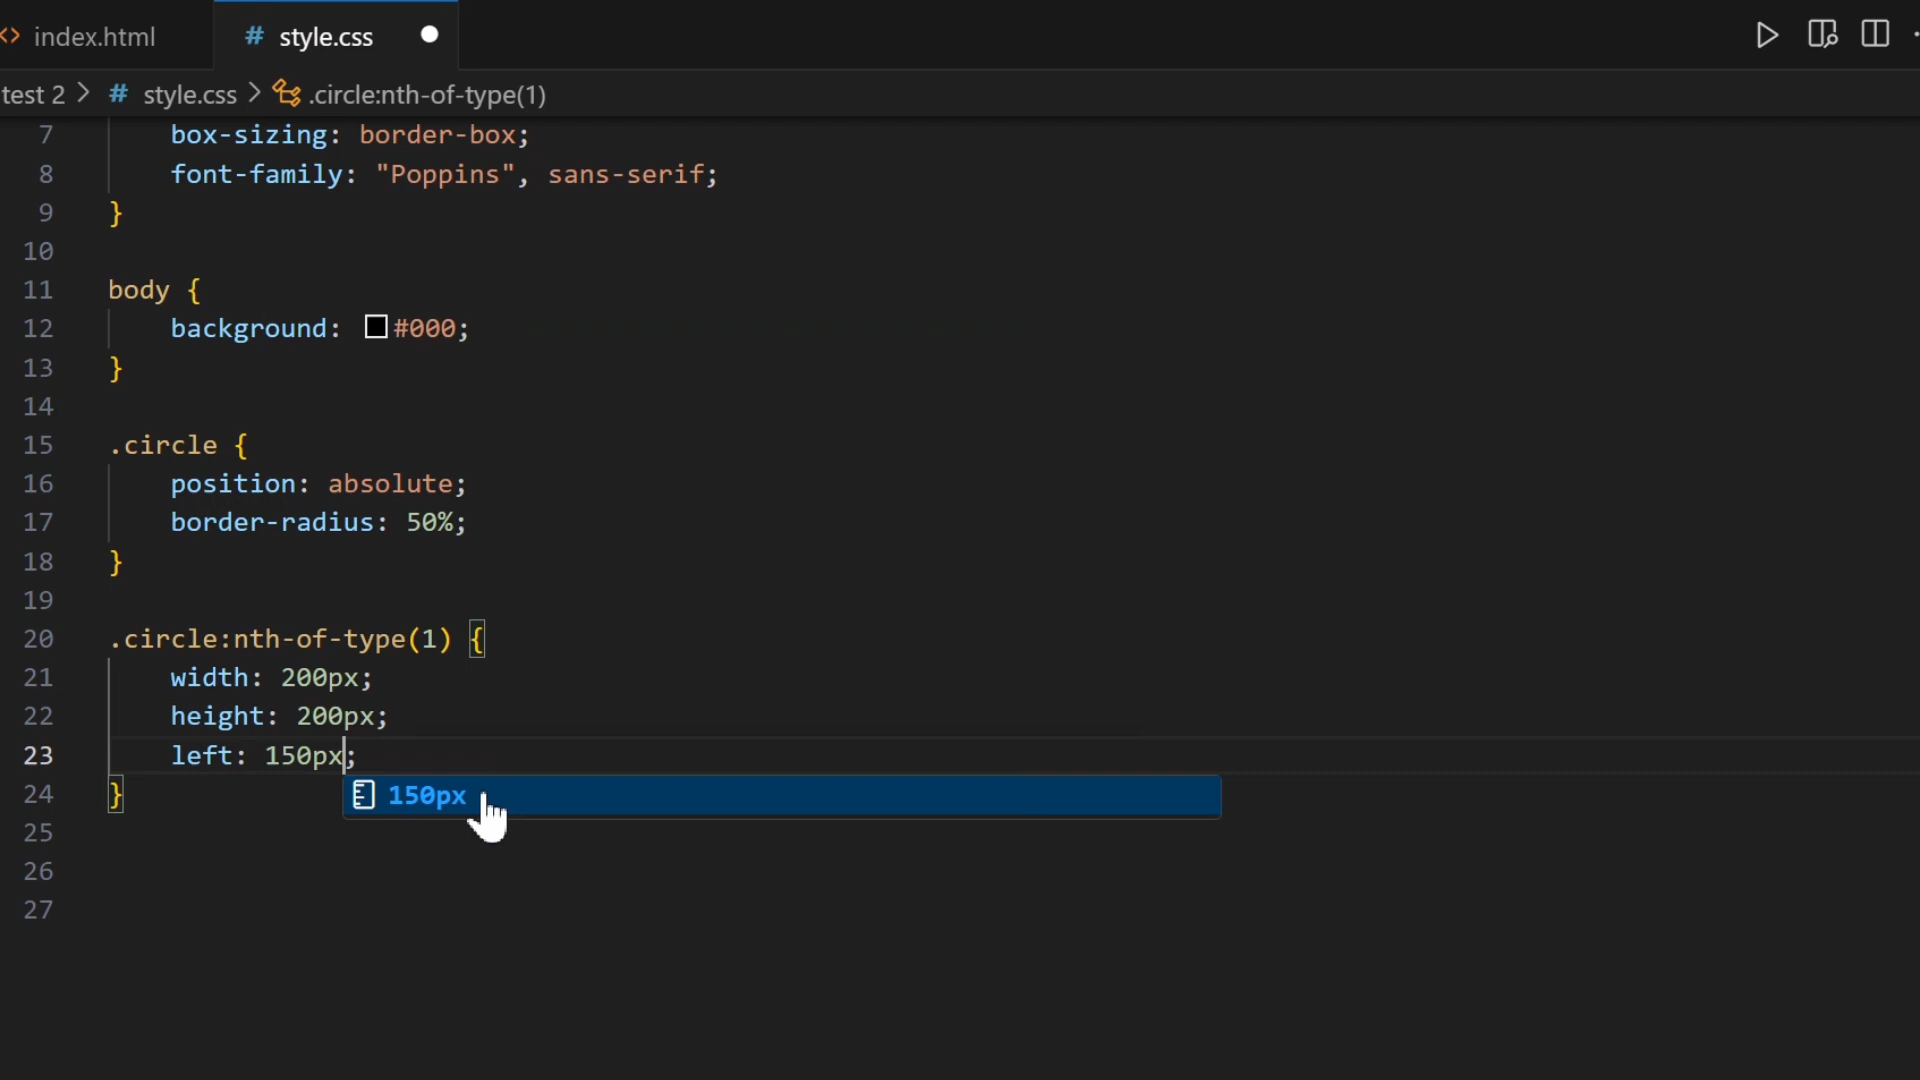 <> index.html # style.css
test 2 > # style.css > .circle:nth-of-type(1)
7 box-sizing: border-box;
8 font-family: "Poppins", sans-serif;
9 }
10
11 body {
12 background: #000;
13 }
14
15 .circle {
16 position: absolute;
17 border-radius: 50%;
18 }
19
20 .circle:nth-of-type(1) {
21 width: 200px;
22 height: 200px;
23 left: 150px;
24 } 150px
25
26
27